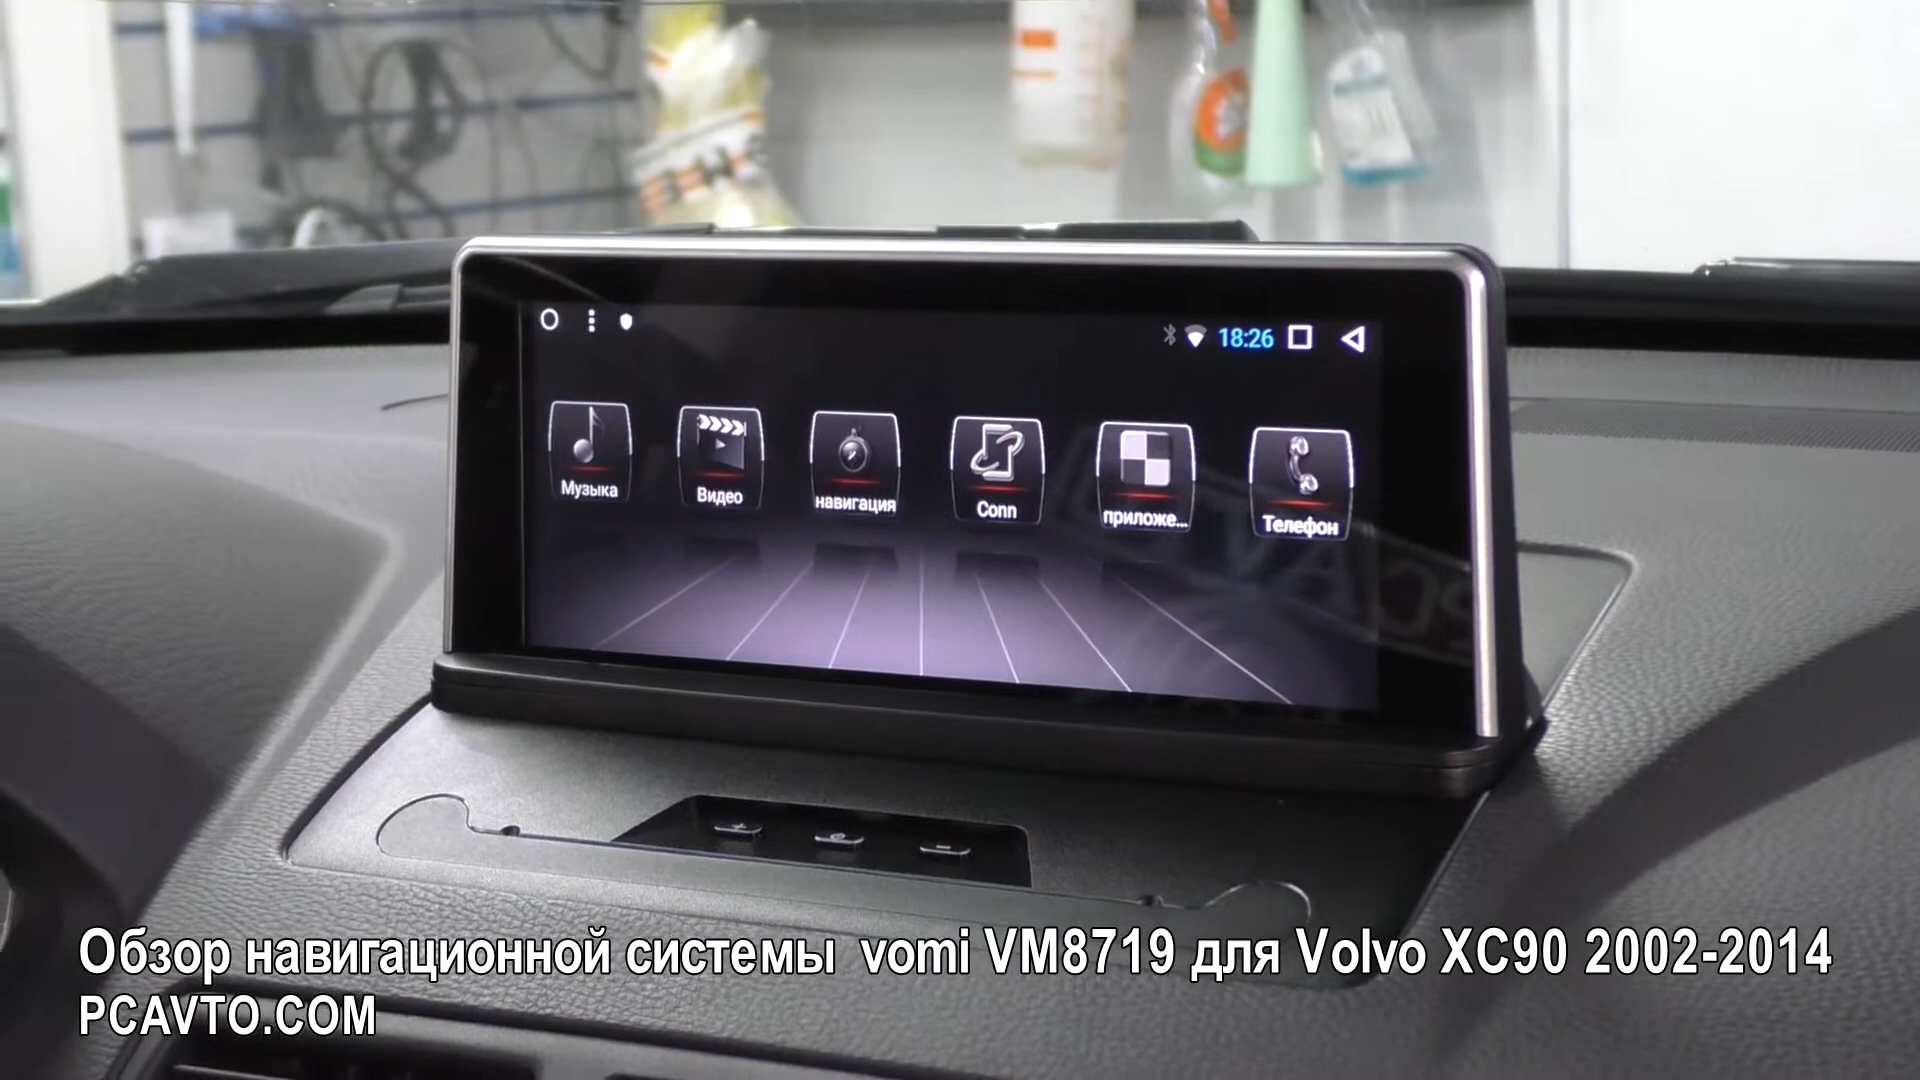 18:26
Музыка
Видео
навигация
Conn
приложе...
Телефон
Обзор навигационной системы vomi VM8719 для Volvo XC90 2002-2014
PCAVTO.COM